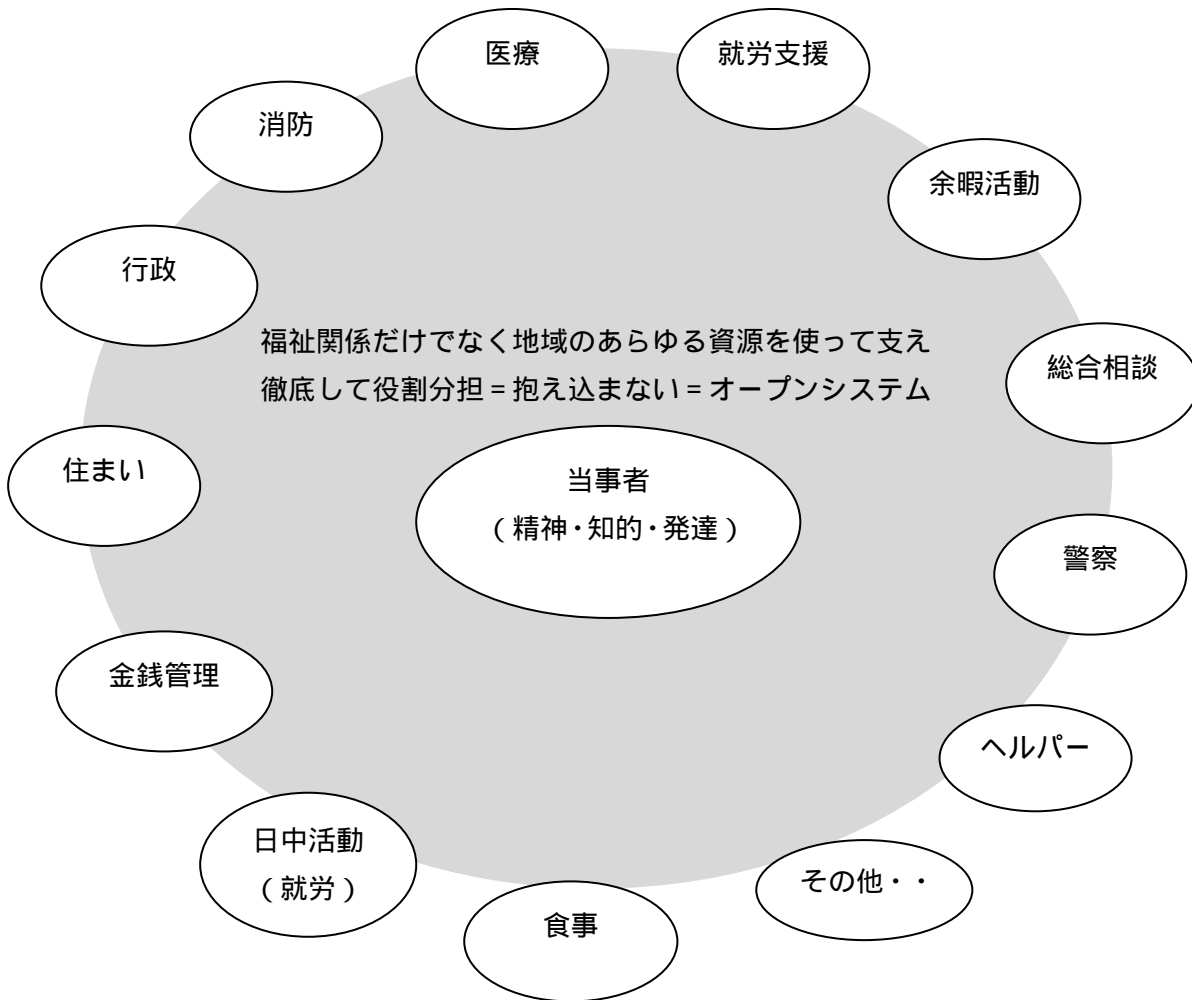 医療
就労支援
消防
余暇活動
行政
福祉関係だけでなく地域のあらゆる資源を使って支え
徹底して役割分担＝抱え込まない＝オープンシステム
総合相談
住まい
当事者
（精神・知的・発達）
警察
金銭管理
ヘルパー
日中活動
（就労）
その他・・
食事